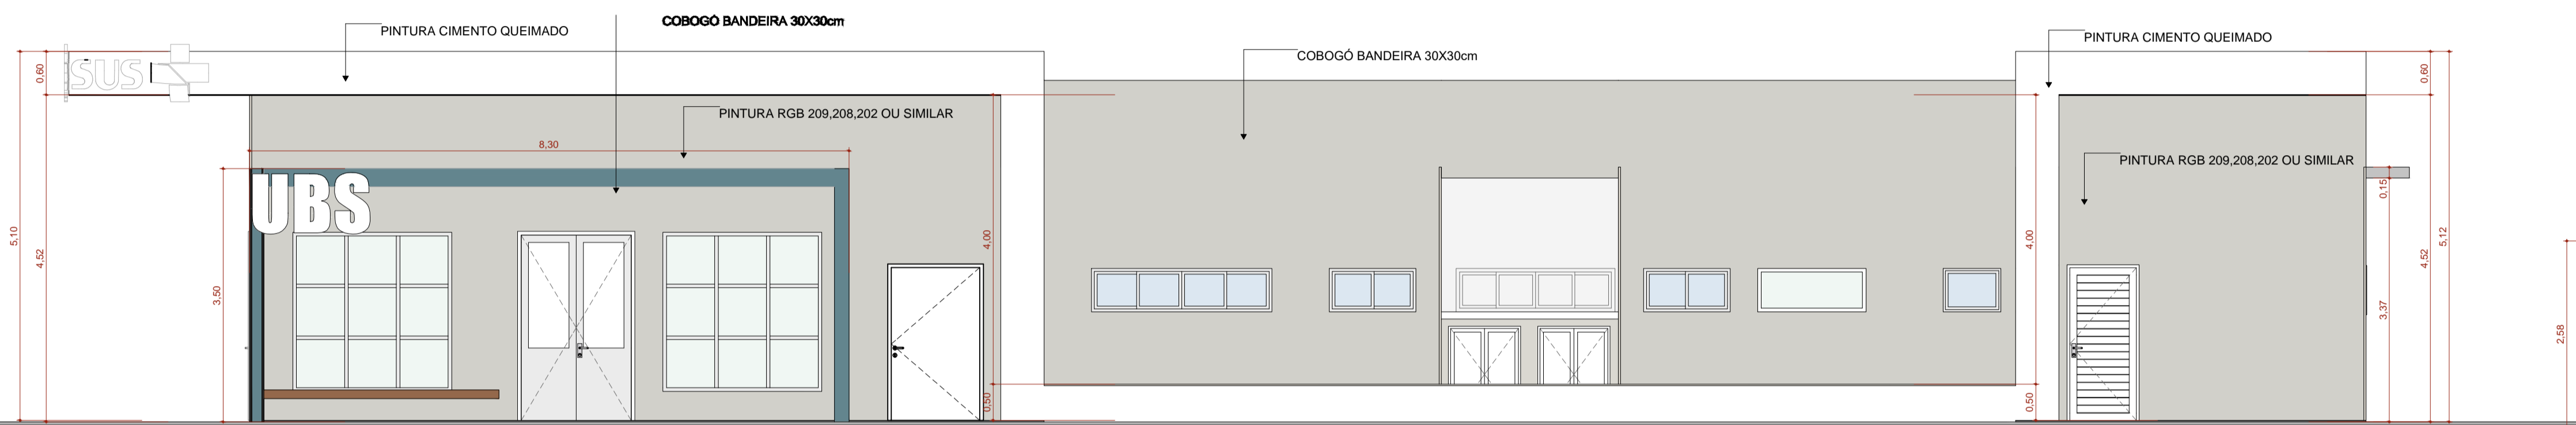 COBOGÓ BANDEIRA 30X30cm
PINTURA CIMENTO QUEIMADO
PINTURA CIMENTO QUEIMADO
COBOGÓ BANDEIRA 30X30cm
SUS
0,60
0,60
PINTURA RGB 209,208,202 OU SIMILAR
8,30
PINTURA RGB 209,208,202 OU SIMILAR
UBS
0,15
5,10
4,52
3,50
4,00
4,00
4,52
5,12
3,37
2,58
0,50
0,50